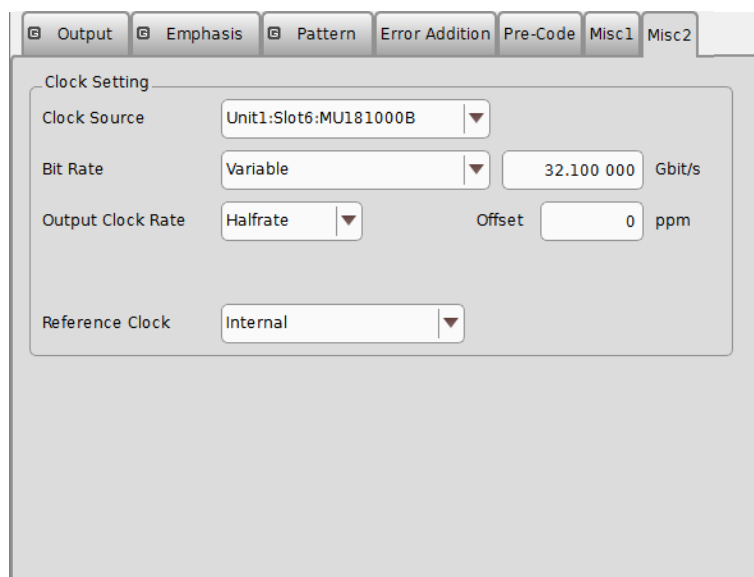 Output Emphasis Pattern Error Addition Pre-Code Misc1 Misc2
Clock Setting
Clock Source Unit1:Slot6:MU181000B
Bit Rate Variable 32.100 000 Gbit/s
Output Clock Rate Halfrate Offset 0 ppm
Reference Clock Internal